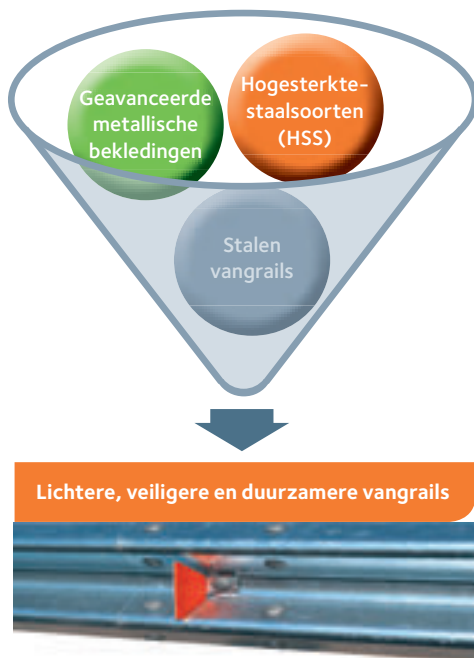 Geavanceerde
metallische
bekledingen
Hogesterkte-
staalsoorten
(HSS)
Stalen
vangrails
Lichtere, veiligere en duurzamere vangrails